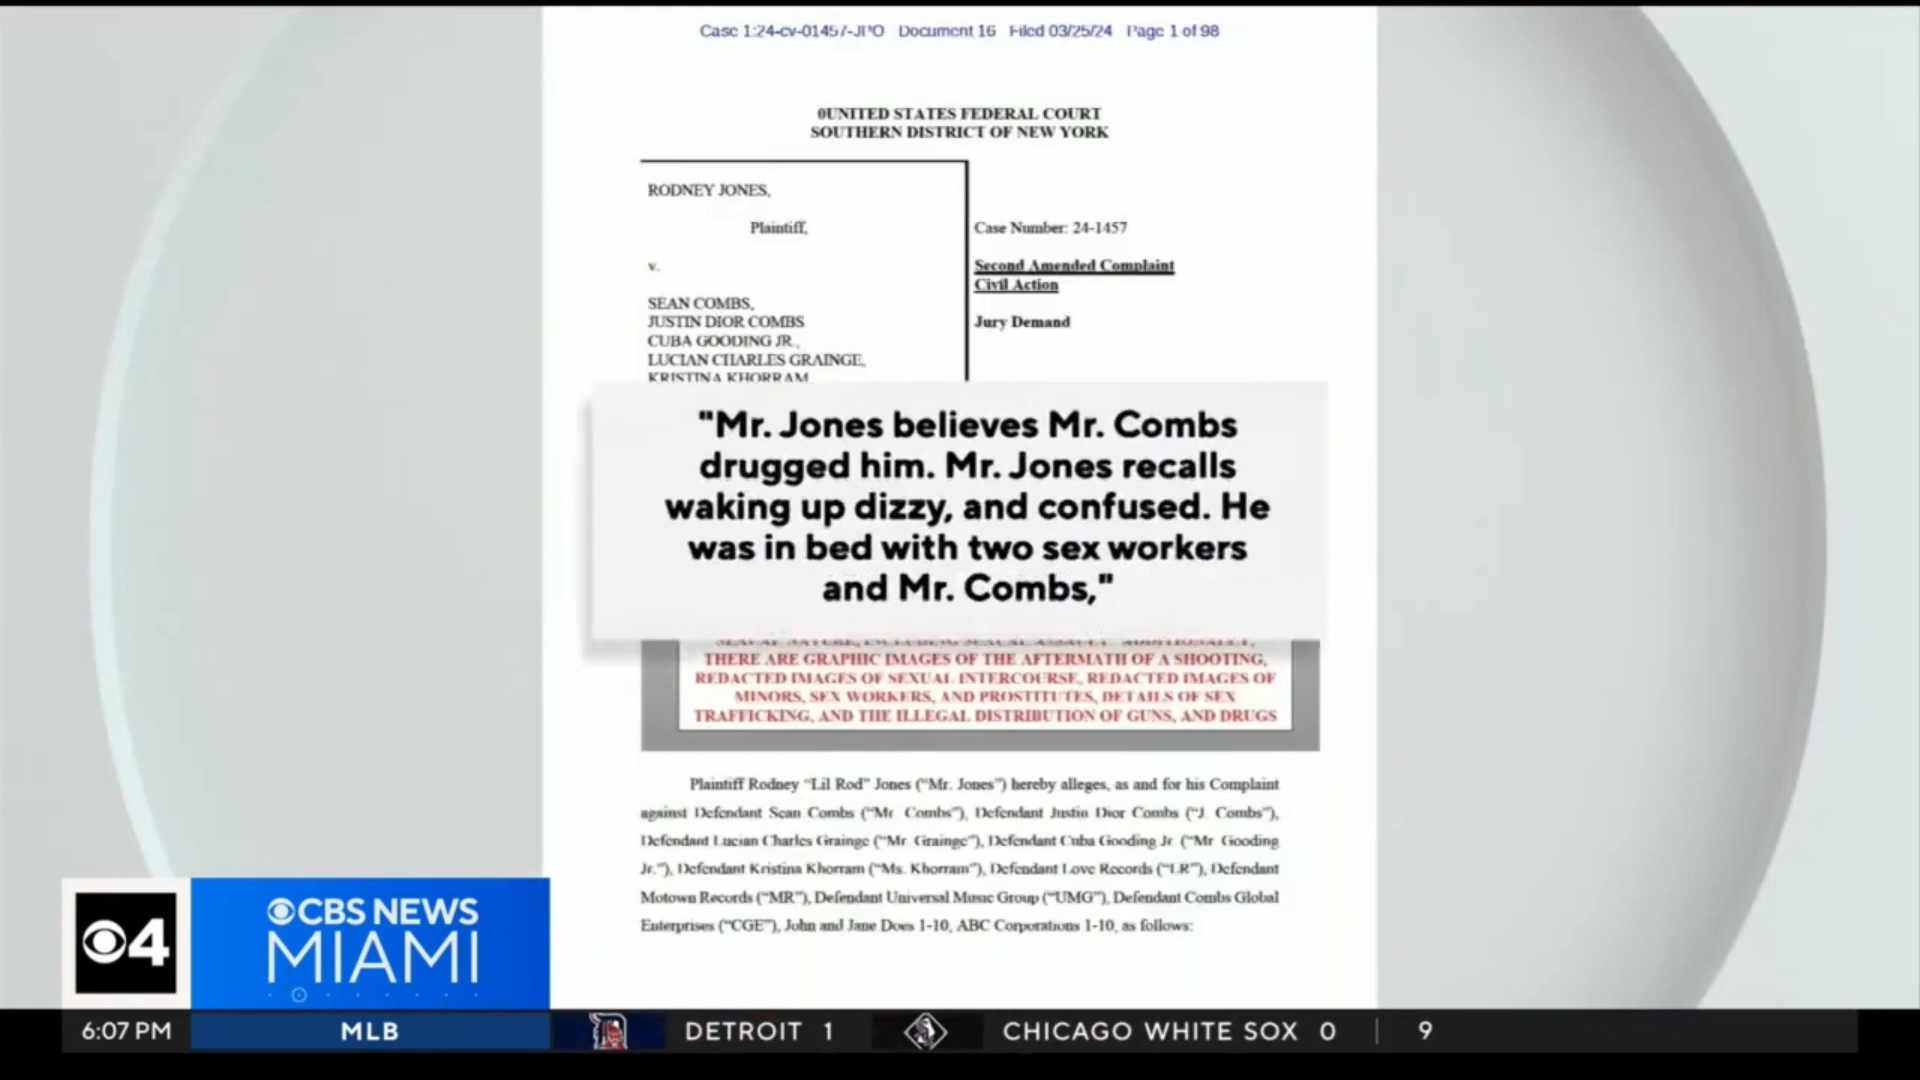 Case 1:24-cv-01457-JPO Document 16 Filed 03/25/24 Page 1 of 98
0UNITED STATES FEDERAL COURT
SOUTHERN DISTRICT OF NEW YORK
RODNEY JONES,
Plaintiff,
v.
SEAN COMBS,
JUSTIN DIOR COMBS
CUBA GOODING JR.,
LUCIAN CHARLES GRAINGE,
KRISTINA KHORRAM
Case Number: 24-1457
Second Amended Complaint
Civil Action
Jury Demand
"Mr. Jones believes Mr. Combs
drugged him. Mr. Jones recalls
waking up dizzy, and confused. He
was in bed with two sex workers
and Mr. Combs,"
THERE ARE GRAPHIC IMAGES OF THE AFTERMATH OF A SHOOTING,
REDACTED IMAGES OF SEXUAL INTERCOURSE, REDACTED IMAGES OF
MINORS, SEX WORKERS, AND PROSTITUTES, DETAILS OF SEX
TRAFFICKING, AND THE ILLEGAL DISTRIBUTION OF GUNS, AND DRUGS
Plaintiff Rodney "Lil Rod" Jones ("Mr. Jones") hereby alleges, as and for his Complaint
against Defendant Sean Combs ("Mr. Combs"), Defendant Justin Dior Combs ("J. Combs"),
Defendant Lucian Charles Grainge ("Mr. Grainge"), Defendant Cuba Gooding Jr. ("Mr. Gooding
Jr."), Defendant Kristina Khorram ("Ms. Khorram"), Defendant Love Records ("LR"), Defendant
Motown Records ("MR"), Defendant Universal Music Group ("UMG"), Defendant Combs Global
Enterprises ("CGE"), John and Jane Does 1-10, ABC Corporations 1-10, as follows:
4
CBS NEWS
MIAMI
6:07 PM MLB DETROIT 1 CHICAGO WHITE SOX 0 9